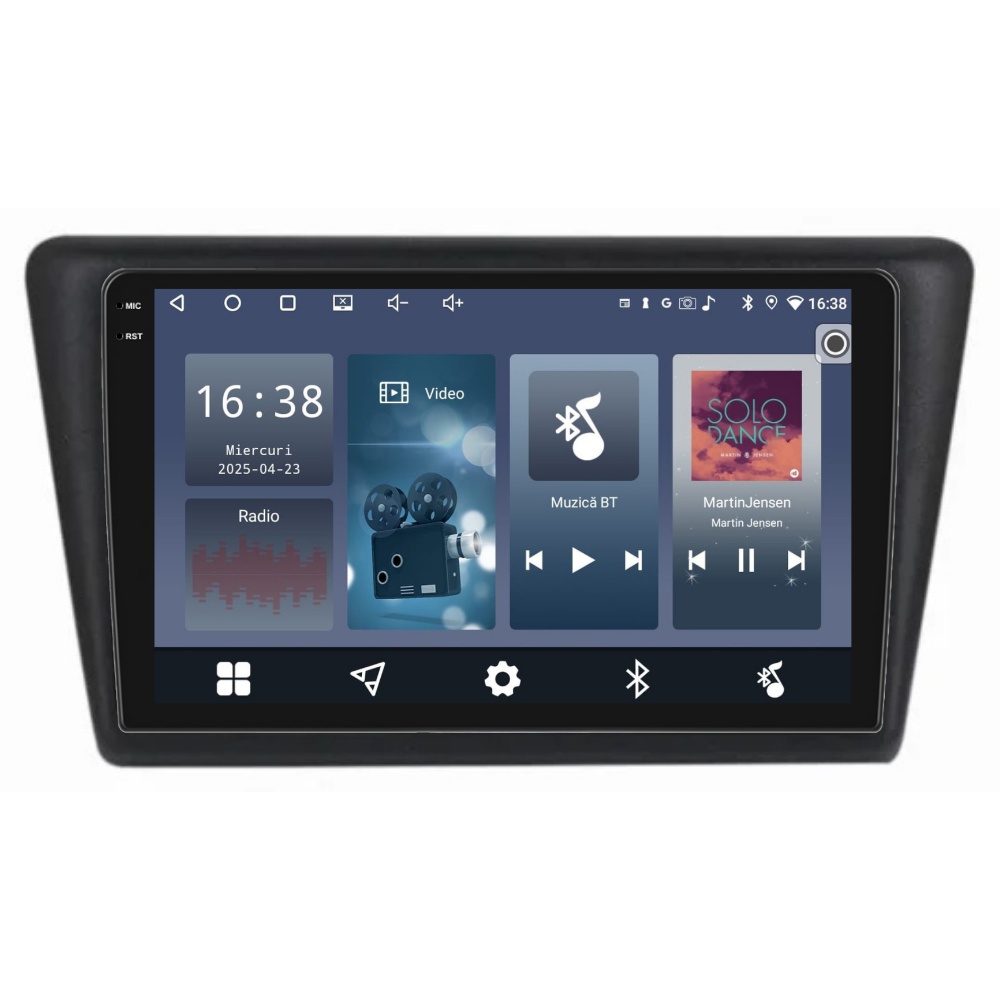 MIC
RST
16:38
16:38
Miercuri
2025-04-23
Radio
Video
Muzică BT
SOLO
DANCE
MARTIN JENSEN
MartinJensen
Martin Jensen